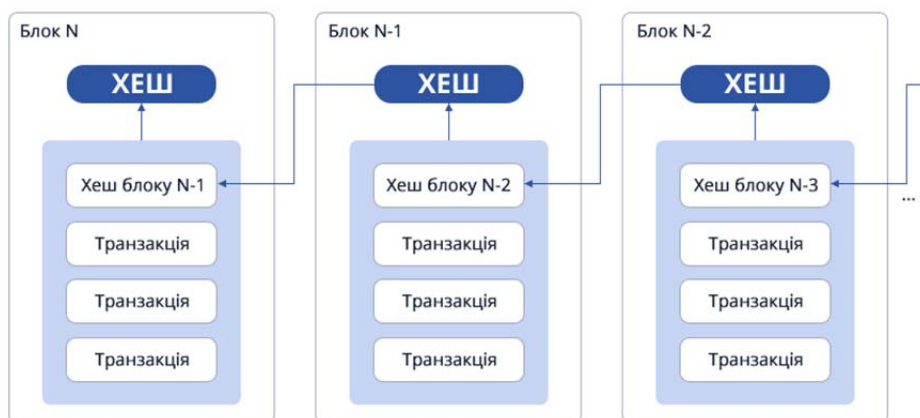 Блок N
ХЕШ
Хеш блоку N-1
Транзакція
Транзакція
Транзакція
Блок N-1
ХЕШ
Хеш блоку N-2
Транзакція
Транзакція
Транзакція
Блок N-2
ХЕШ
Хеш блоку N-3
Транзакція
Транзакція
Транзакція
...